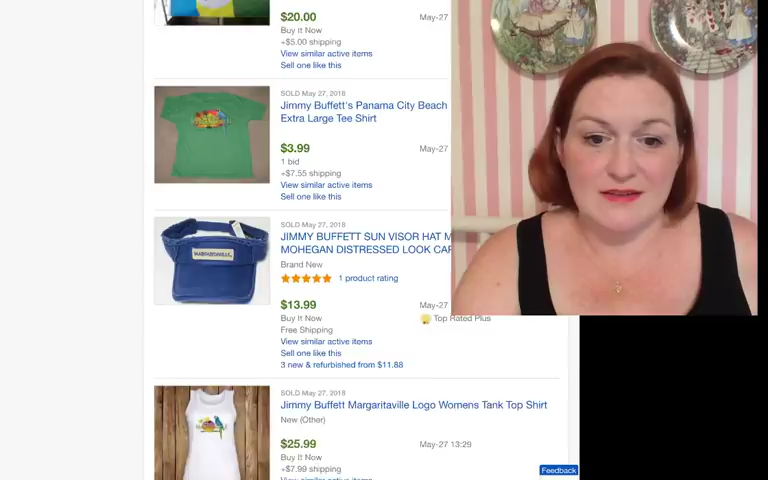 $20.00
May-27
Buy It Now
+$5.00 shipping
View similar active items
Sell one like this
SOLD May 27, 2018
Jimmy Buffett's Panama City Beach
Extra Large Tee Shirt
$3.99
May-27
1 bid
+$7.55 shipping
View similar active items
Sell one like this
SOLD May 27, 2018
JIMMY BUFFETT SUN VISOR HAT
MOHEGAN DISTRESSED LOOK
Brand New
1 product rating
$13.99
May-27
Buy It Now
Top Rated Plus
Free Shipping
View similar active items
Sell one like this
3 new & refurbished from $11.88
MARGARITAVILLE
SOLD May 27, 2018
Jimmy Buffett Margaritaville Logo Womens Tank Top Shirt
New (Other)
$25.99
May-27 13:29
Buy It Now
+$7.99 shipping
View similar active items
Feedback